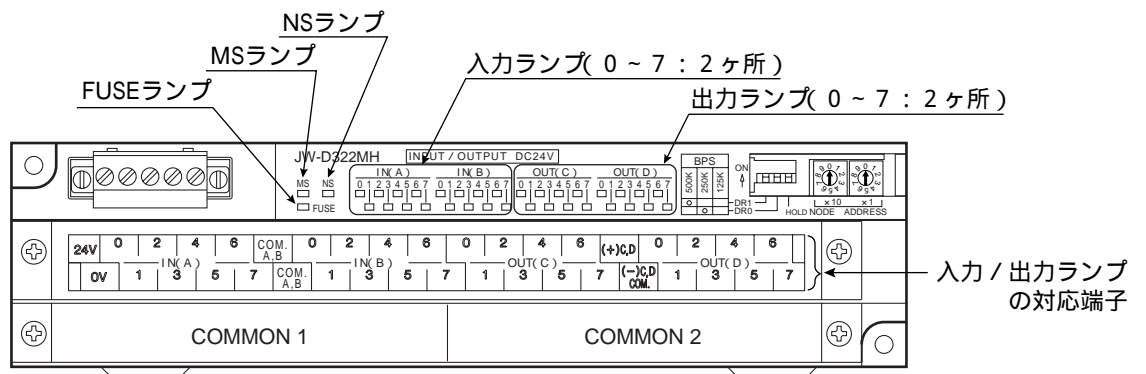 NSランプ
MSランプ
FUSEランプ
入力ランプ( 0 ~ 7 : 2ヶ所 )
出力ランプ( 0 ~ 7 : 2ヶ所 )
JW-D322MH INPUT / OUTPUT DC24V
MS NS
FUSE
IN( A ) IN( B ) OUT( C ) OUT( D )
0 1 2 3 4 5 6 7 0 1 2 3 4 5 6 7 0 1 2 3 4 5 6 7 0 1 2 3 4 5 6 7
BPS
500K 250K 125K
DR1
DR0
ON
HOLD NODE ADDRESS
×10 ×1
24V 0 2 4 6 COM. A,B 0 2 4 6 0 2 4 6 (+)C,D 0 2 4 6
IN( A ) IN( B ) OUT( C ) OUT( D )
0V 1 3 5 7 COM. A,B 1 3 5 7 1 3 5 7 (−)C,D COM. 1 3 5 7
入力 / 出力ランプ
の対応端子
COMMON 1 COMMON 2